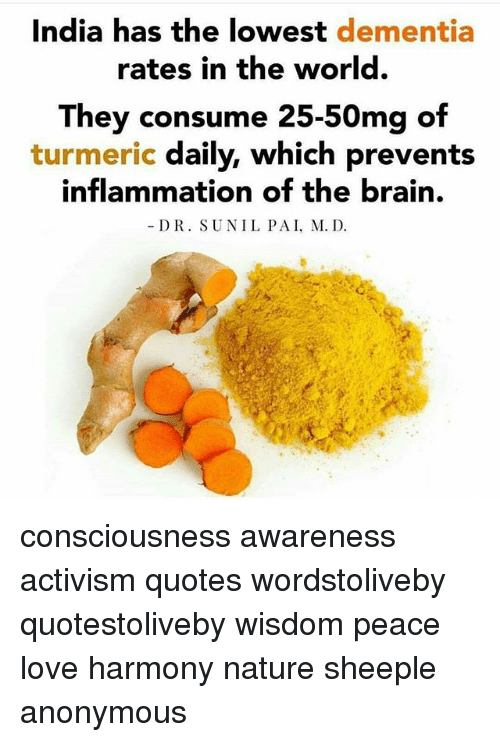 India has the lowest dementia
rates in the world.
They consume 25-50mg of
turmeric daily, which prevents
inflammation of the brain.
- DR. SUNIL PAI, M.D.
consciousness awareness
activism quotes wordstoliveby
quotestoliveby wisdom peace
love harmony nature sheeple
anonymous